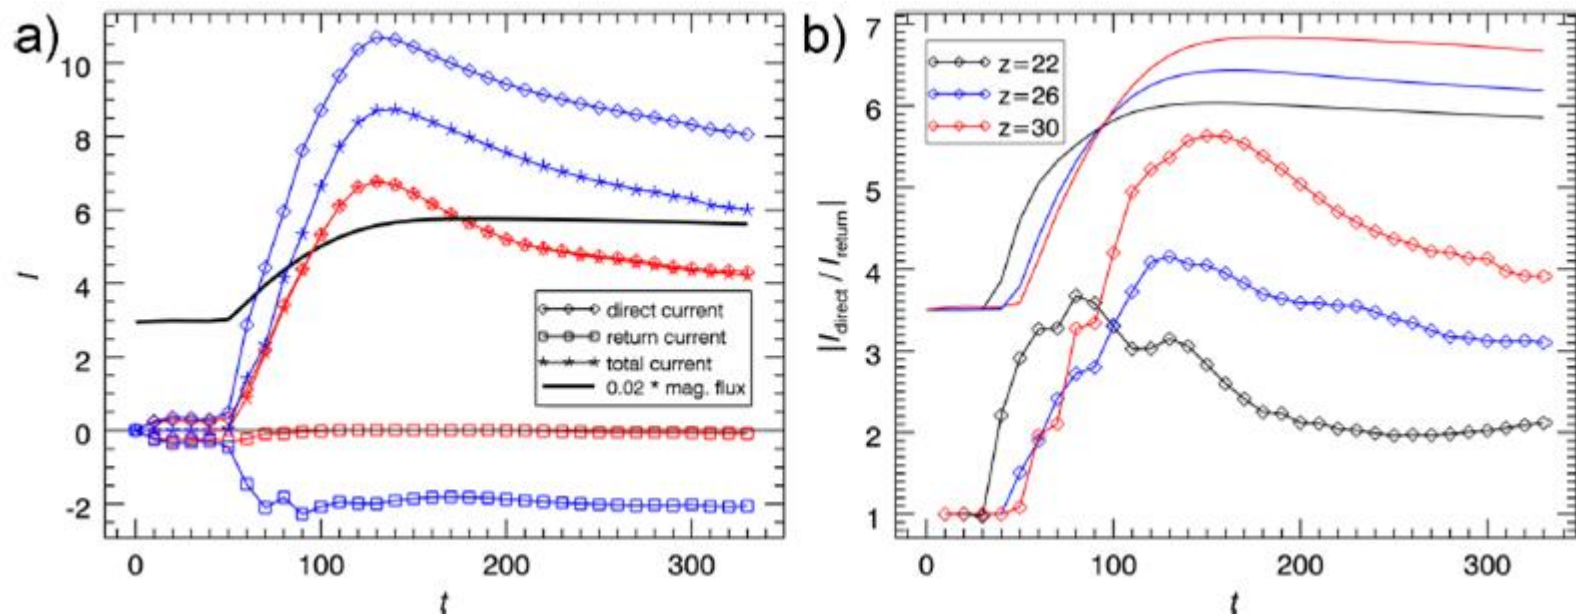 a)
10
8
6
4
2
0
-2
I
direct current
return current
total current
0.02 * mag. flux
0
100
200
300
t
b)
7
6
5
4
3
2
1
|I_direct / I_return|
z=22
z=26
z=30
0
100
200
300
t